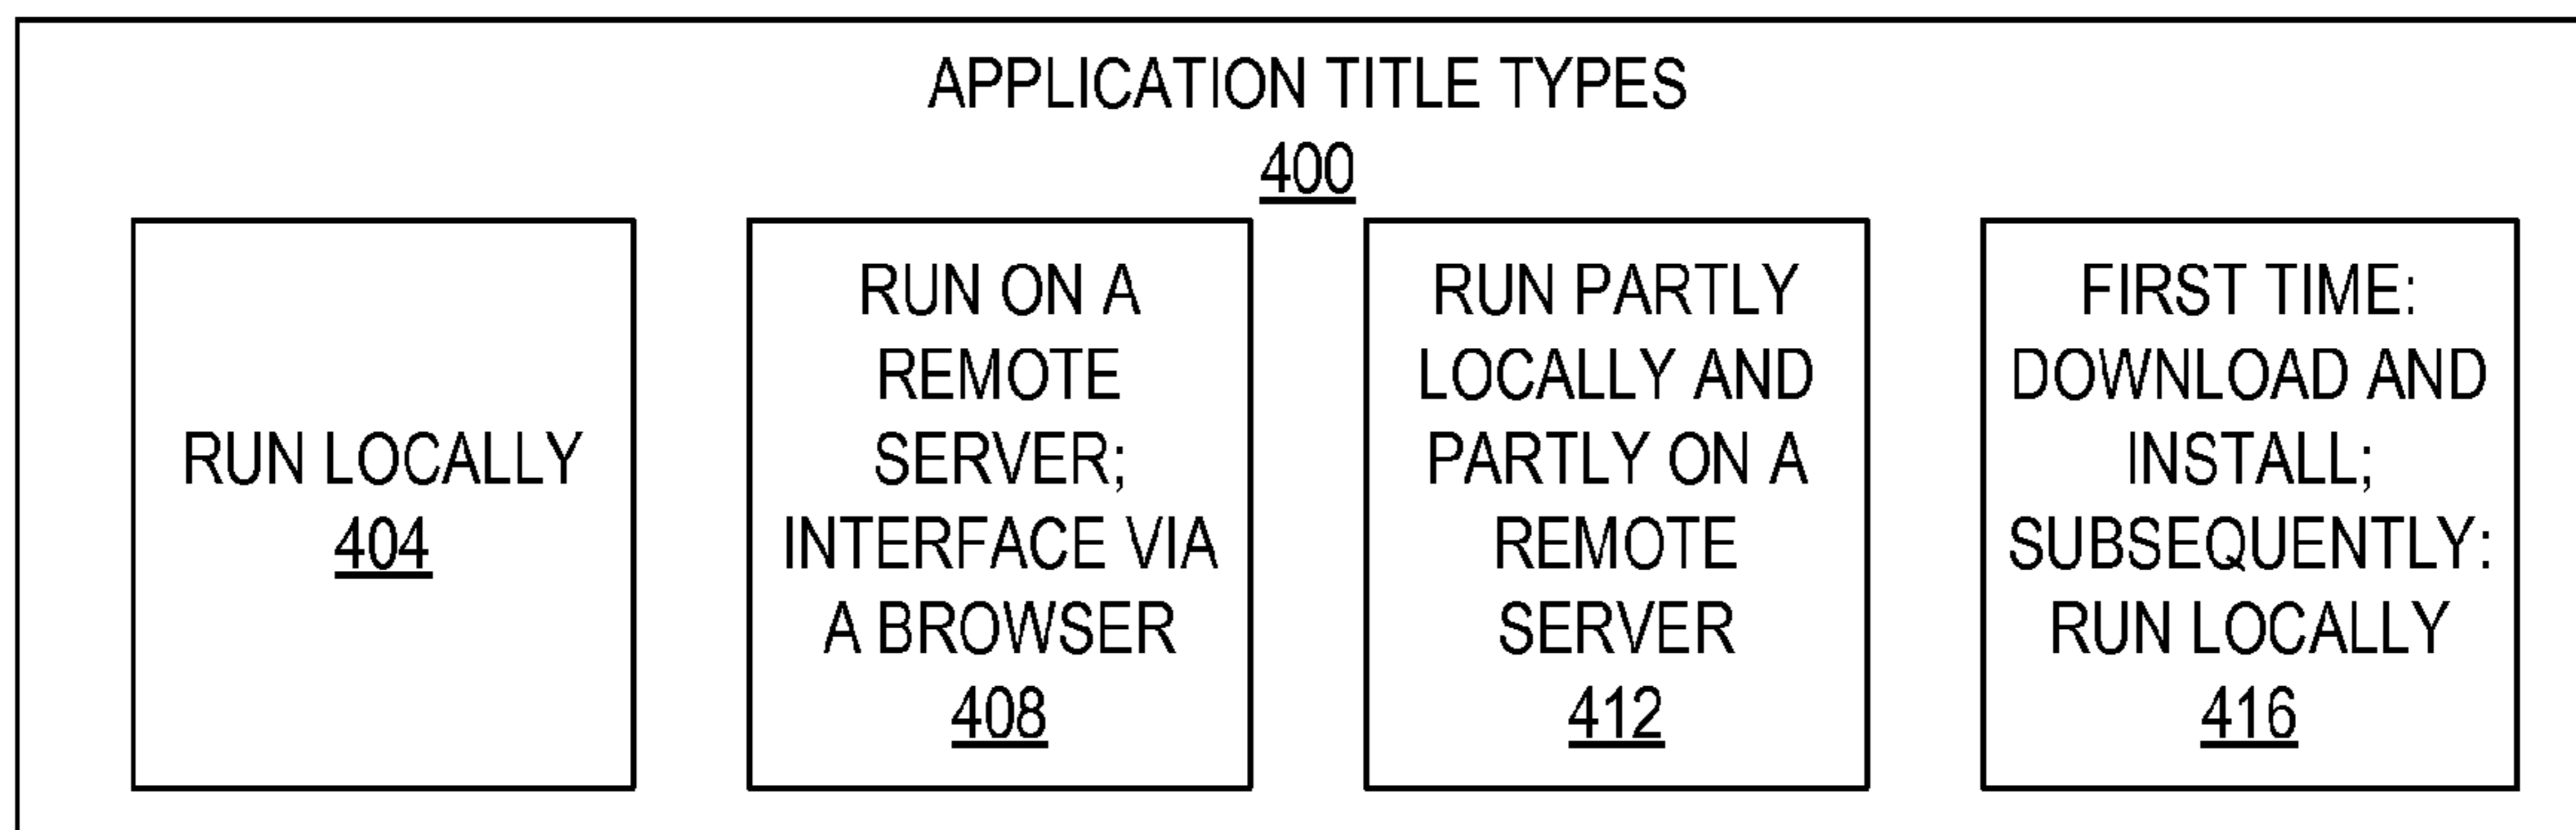 APPLICATION TITLE TYPES
400
RUN LOCALLY
404
RUN ON A
REMOTE
SERVER;
INTERFACE VIA
A BROWSER
408
RUN PARTLY
LOCALLY AND
PARTLY ON A
REMOTE
SERVER
412
FIRST TIME:
DOWNLOAD AND
INSTALL;
SUBSEQUENTLY:
RUN LOCALLY
416